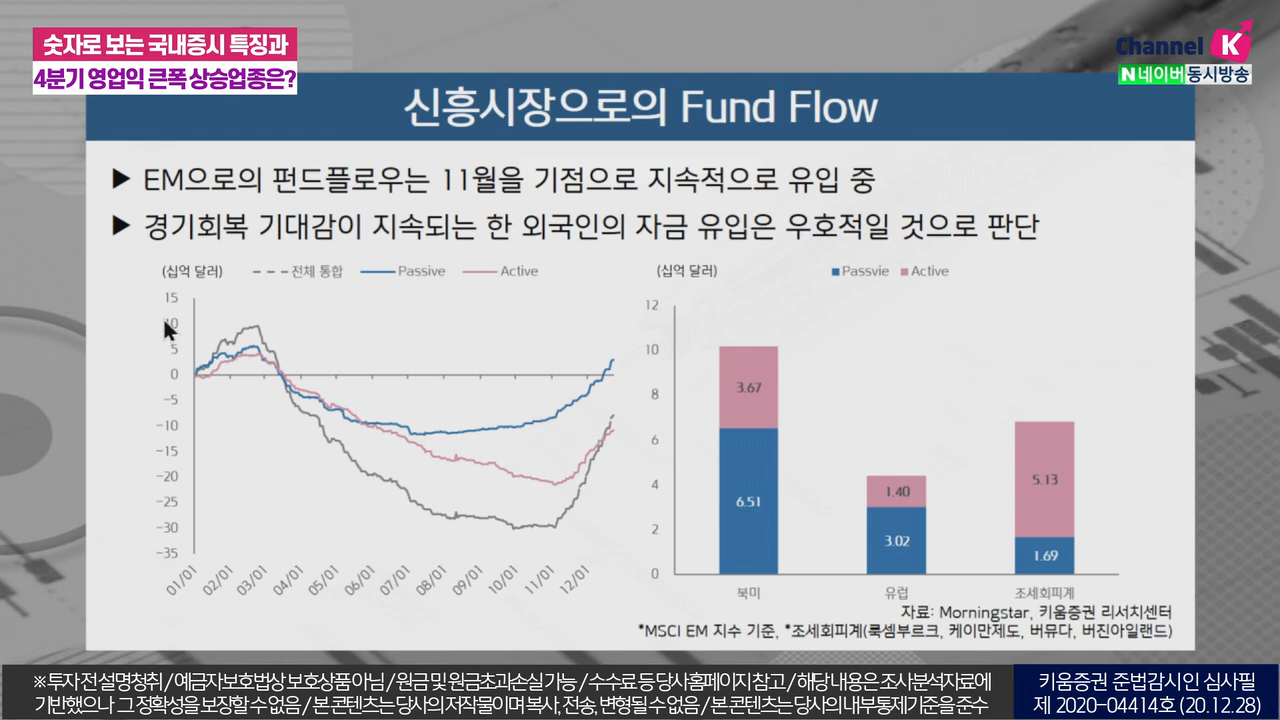 숫자로 보는 국내증시 특징과
4분기 영업익 큰폭 상승업종은?
Channel K
N 네이버 동시방송
신흥시장으로의 Fund Flow
▶ EM으로의 펀드플로우는 11월을 기점으로 지속적으로 유입 중
▶ 경기회복 기대감이 지속되는 한 외국인의 자금 유입은 우호적일 것으로 판단
(십억 달러) 전체 통합 Passive Active
15
10
5
0
-5
-10
-15
-20
-25
-30
-35
01/01 02/01 03/01 04/01 05/01 06/01 07/01 08/01 09/01 10/01 11/01 12/01
(십억 달러) Passvie Active
12
10
8
6
4
2
0
3.67
6.51
1.40
3.02
5.13
1.69
북미 유럽 조세회피계
자료: Morningstar, 키움증권 리서치센터
*MSCI EM 지수 기준, *조세회피계(룩셈부르크, 케이만제도, 버뮤다, 버진아일랜드)
※ 투자 전 설명청취 / 예금자보호법상 보호상품 아님 / 원금 및 원금초과손실 가능 / 수수료 등 당사홈페이지 참고 / 해당 내용은 조사분석자료에
기반했으나 그 정확성을 보장할 수 없음 / 본 콘텐츠는 당사의 저작물이며 복사, 전송, 변형될 수 없음 / 본 콘텐츠는 당사의 내부통제기준을 준수
키움증권 준법감시인 심사필
제 2020-04414호 (20.12.28)